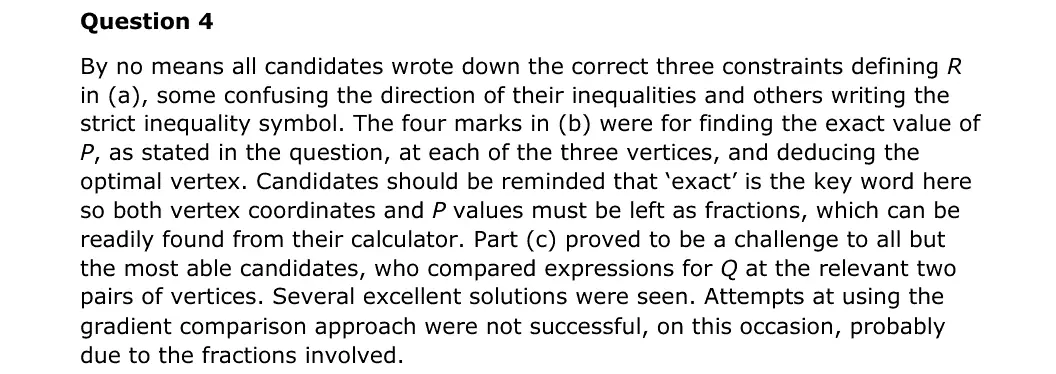 Question 4
By no means all candidates wrote down the correct three constraints defining R
in (a), some confusing the direction of their inequalities and others writing the
strict inequality symbol. The four marks in (b) were for finding the exact value of
P, as stated in the question, at each of the three vertices, and deducing the
optimal vertex. Candidates should be reminded that ‘exact’ is the key word here
so both vertex coordinates and P values must be left as fractions, which can be
readily found from their calculator. Part (c) proved to be a challenge to all but
the most able candidates, who compared expressions for Q at the relevant two
pairs of vertices. Several excellent solutions were seen. Attempts at using the
gradient comparison approach were not successful, on this occasion, probably
due to the fractions involved.